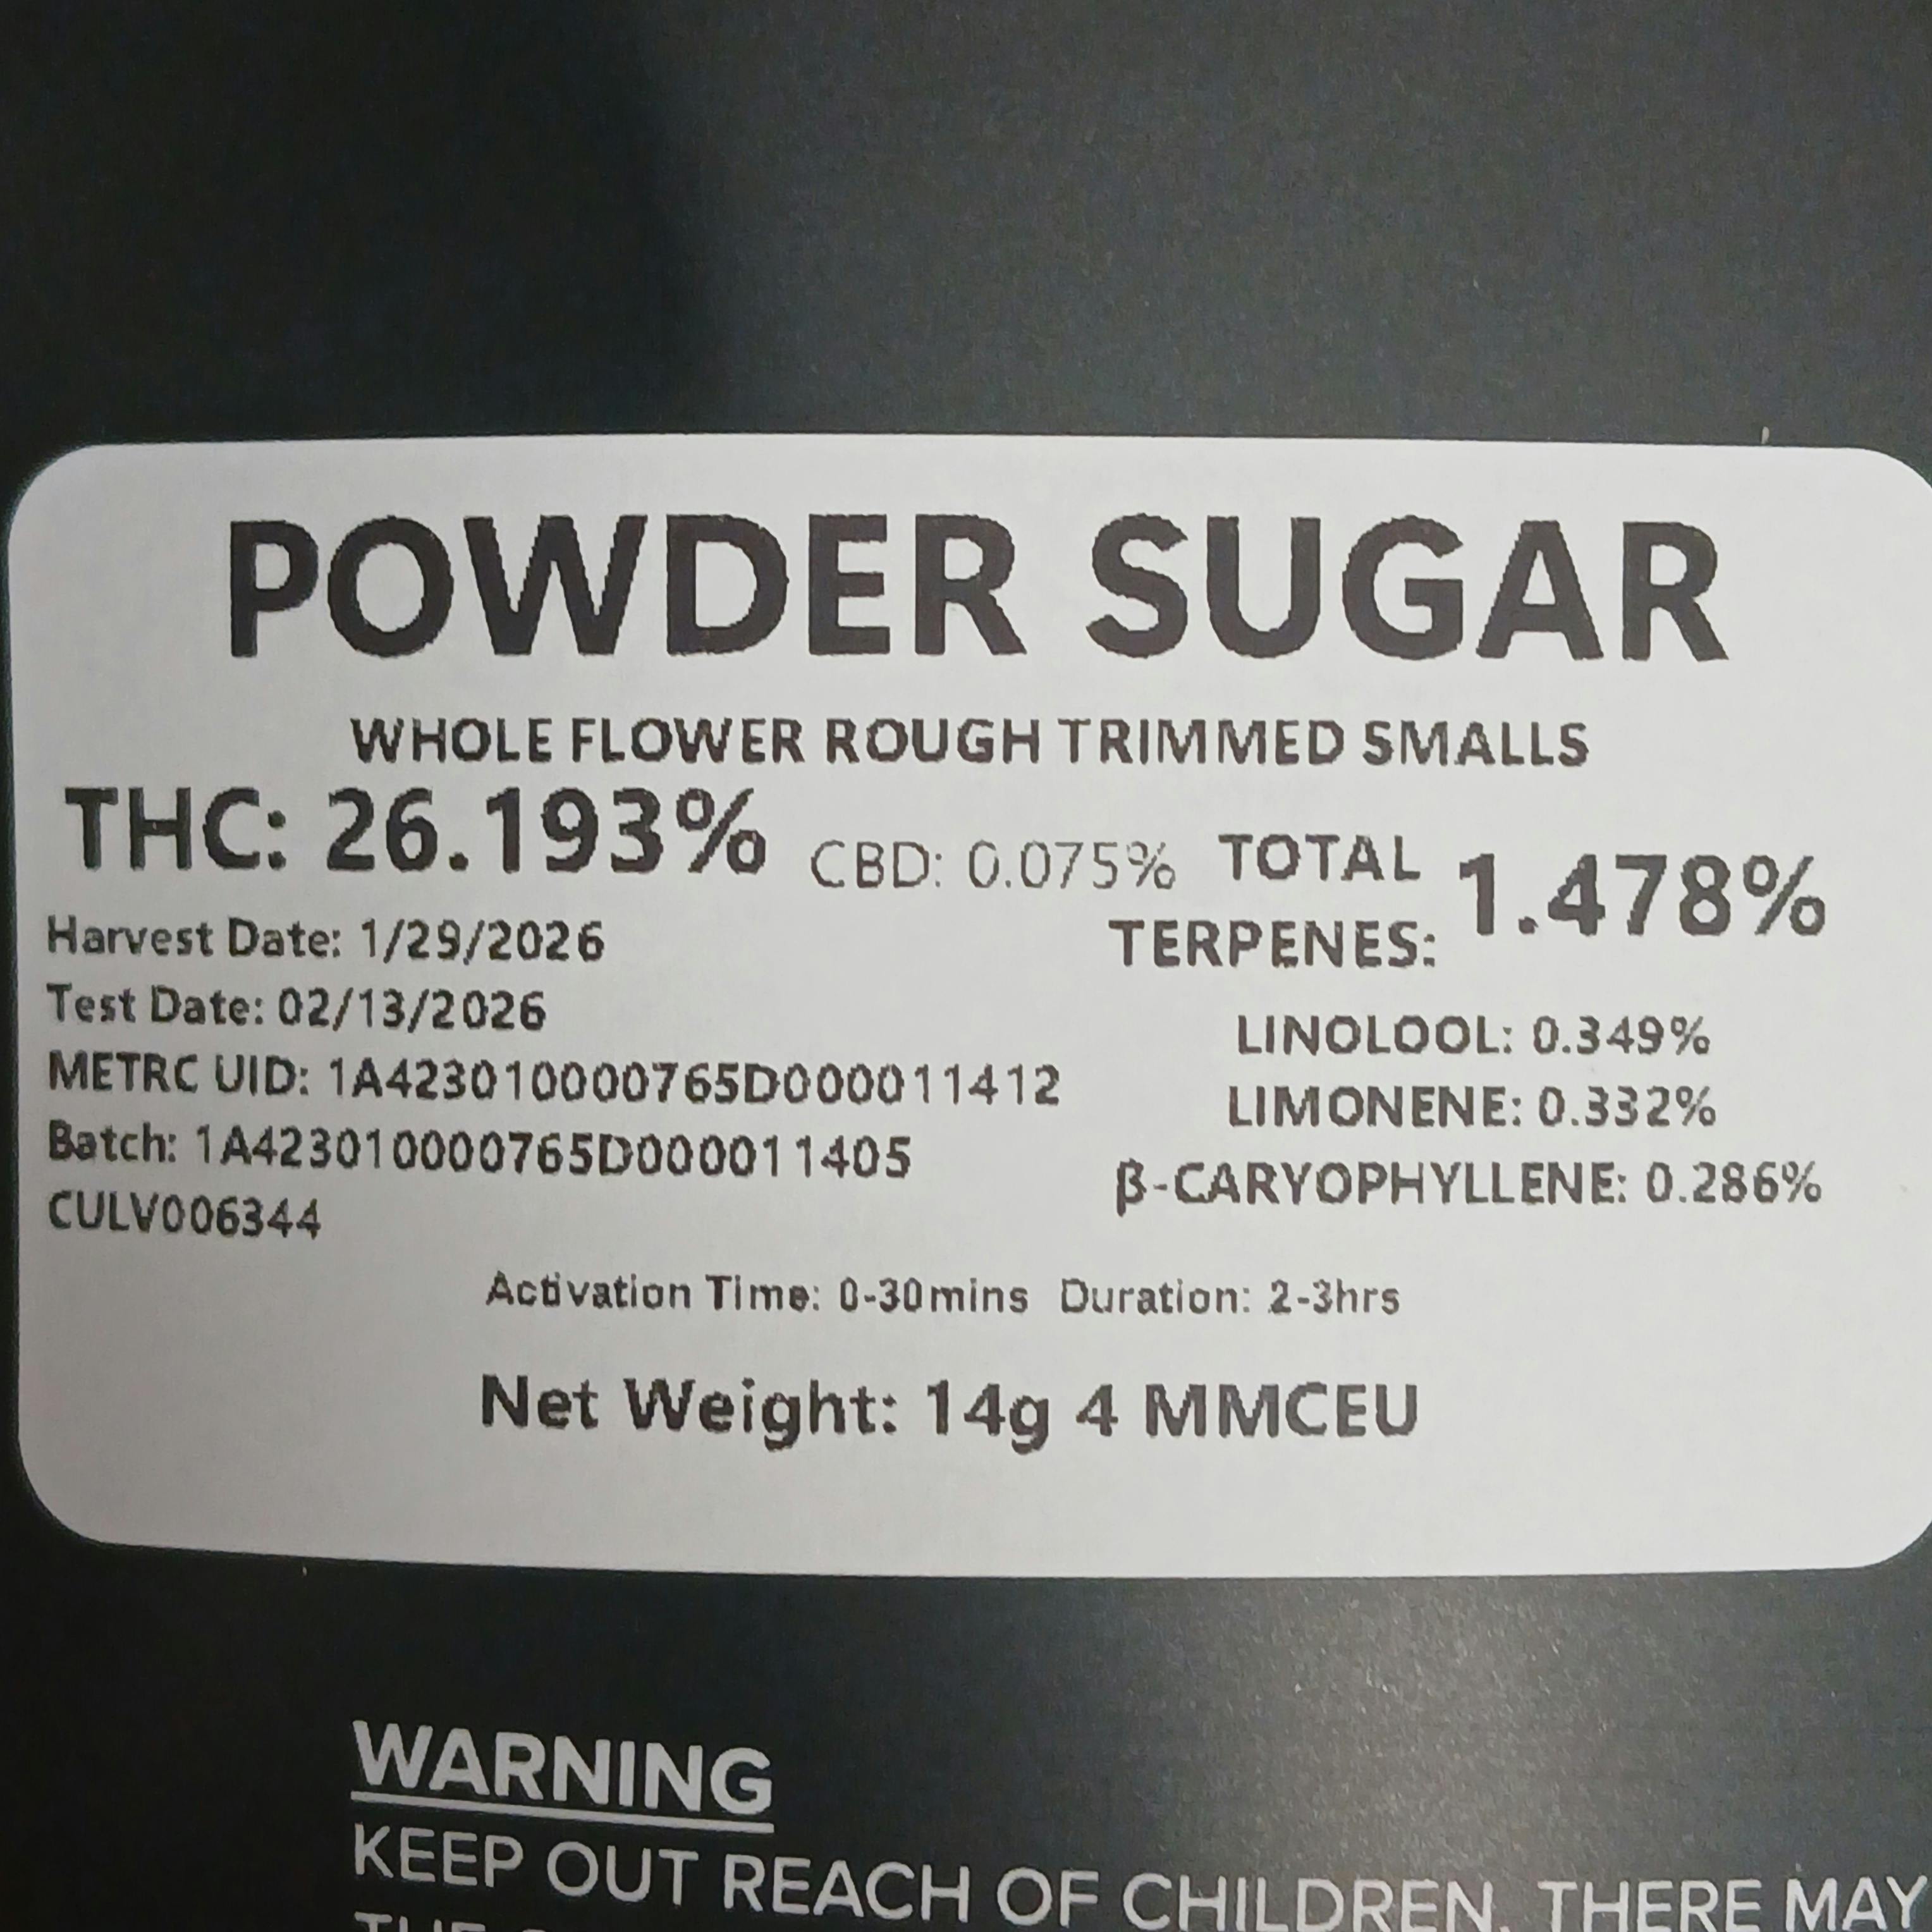 POWDER SUGAR
WHOLE FLOWER ROUGH TRIMMED SMALLS
THC: 26.193% CBD: 0.075%
TOTAL TERPENES: 1.478%
Harvest Date: 1/29/2026
Test Date: 02/13/2026
METRC UID: 1A423010000765D000011412
Batch: 1A423010000765D000011405
CULV006344
LINOLOOL: 0.349%
LIMONENE: 0.332%
β-CARYOPHYLLENE: 0.286%
Activation Time: 0-30mins Duration: 2-3hrs
Net Weight: 14g 4 MMCEU
WARNING
KEEP OUT REACH OF CHILDREN. THERE MAY